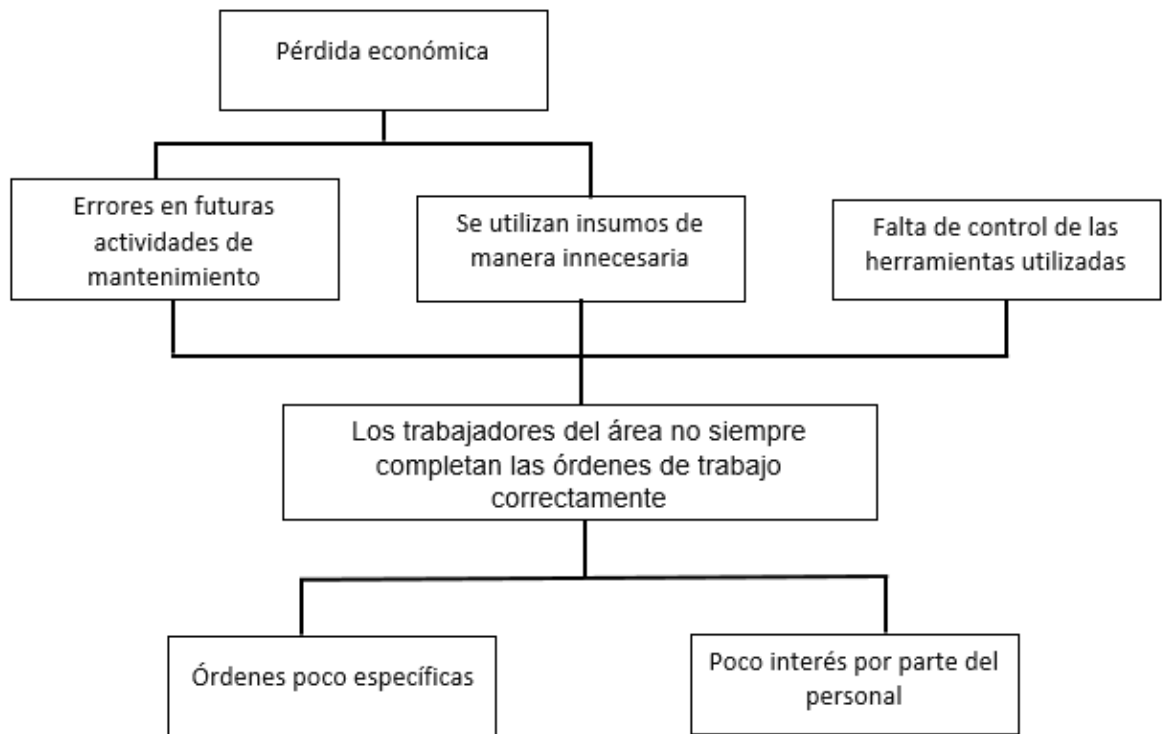 Pérdida económica
Errores en futuras
actividades de
mantenimiento
Se utilizan insumos de
manera innecesaria
Falta de control de las
herramientas utilizadas
Los trabajadores del área no siempre
completan las órdenes de trabajo
correctamente
Órdenes poco específicas
Poco interés por parte del
personal